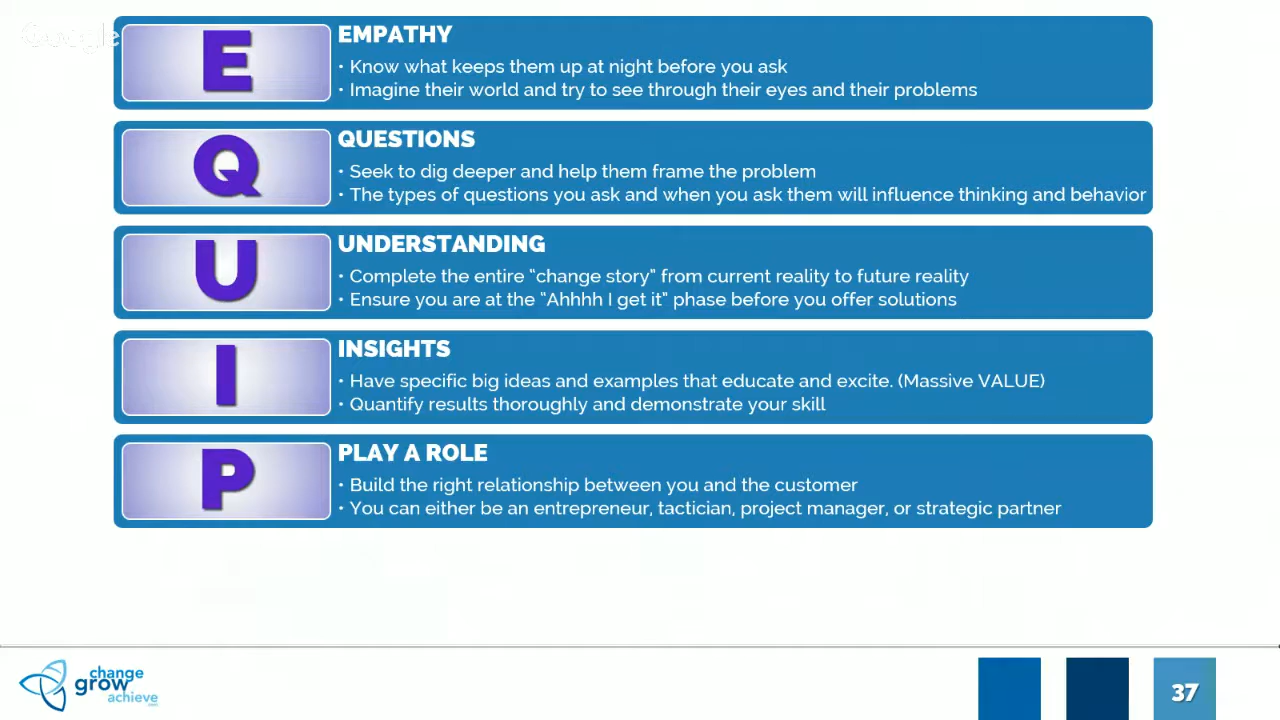 Google
E
EMPATHY
• Know what keeps them up at night before you ask
• Imagine their world and try to see through their eyes and their problems
Q
QUESTIONS
• Seek to dig deeper and help them frame the problem
• The types of questions you ask and when you ask them will influence thinking and behavior
U
UNDERSTANDING
• Complete the entire “change story” from current reality to future reality
• Ensure you are at the “Ahhhh I get it” phase before you offer solutions
I
INSIGHTS
• Have specific big ideas and examples that educate and excite. (Massive VALUE)
• Quantify results thoroughly and demonstrate your skill
P
PLAY A ROLE
• Build the right relationship between you and the customer
• You can either be an entrepreneur, tactician, project manager, or strategic partner
change
grow
achieve
37